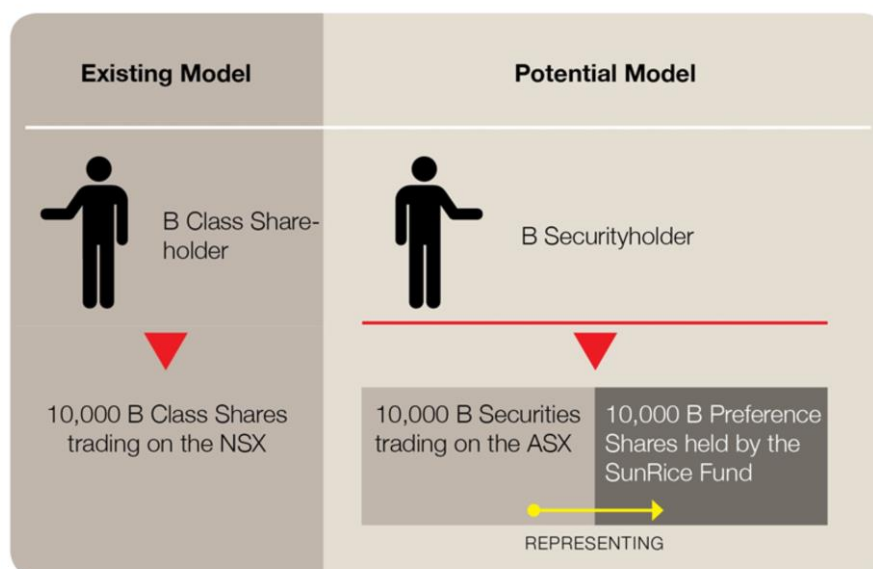 Existing Model
Potential Model
B Class Share-
holder
B Securityholder
10,000 B Class Shares
trading on the NSX
10,000 B Securities
trading on the ASX
10,000 B Preference
Shares held by the
SunRice Fund
REPRESENTING